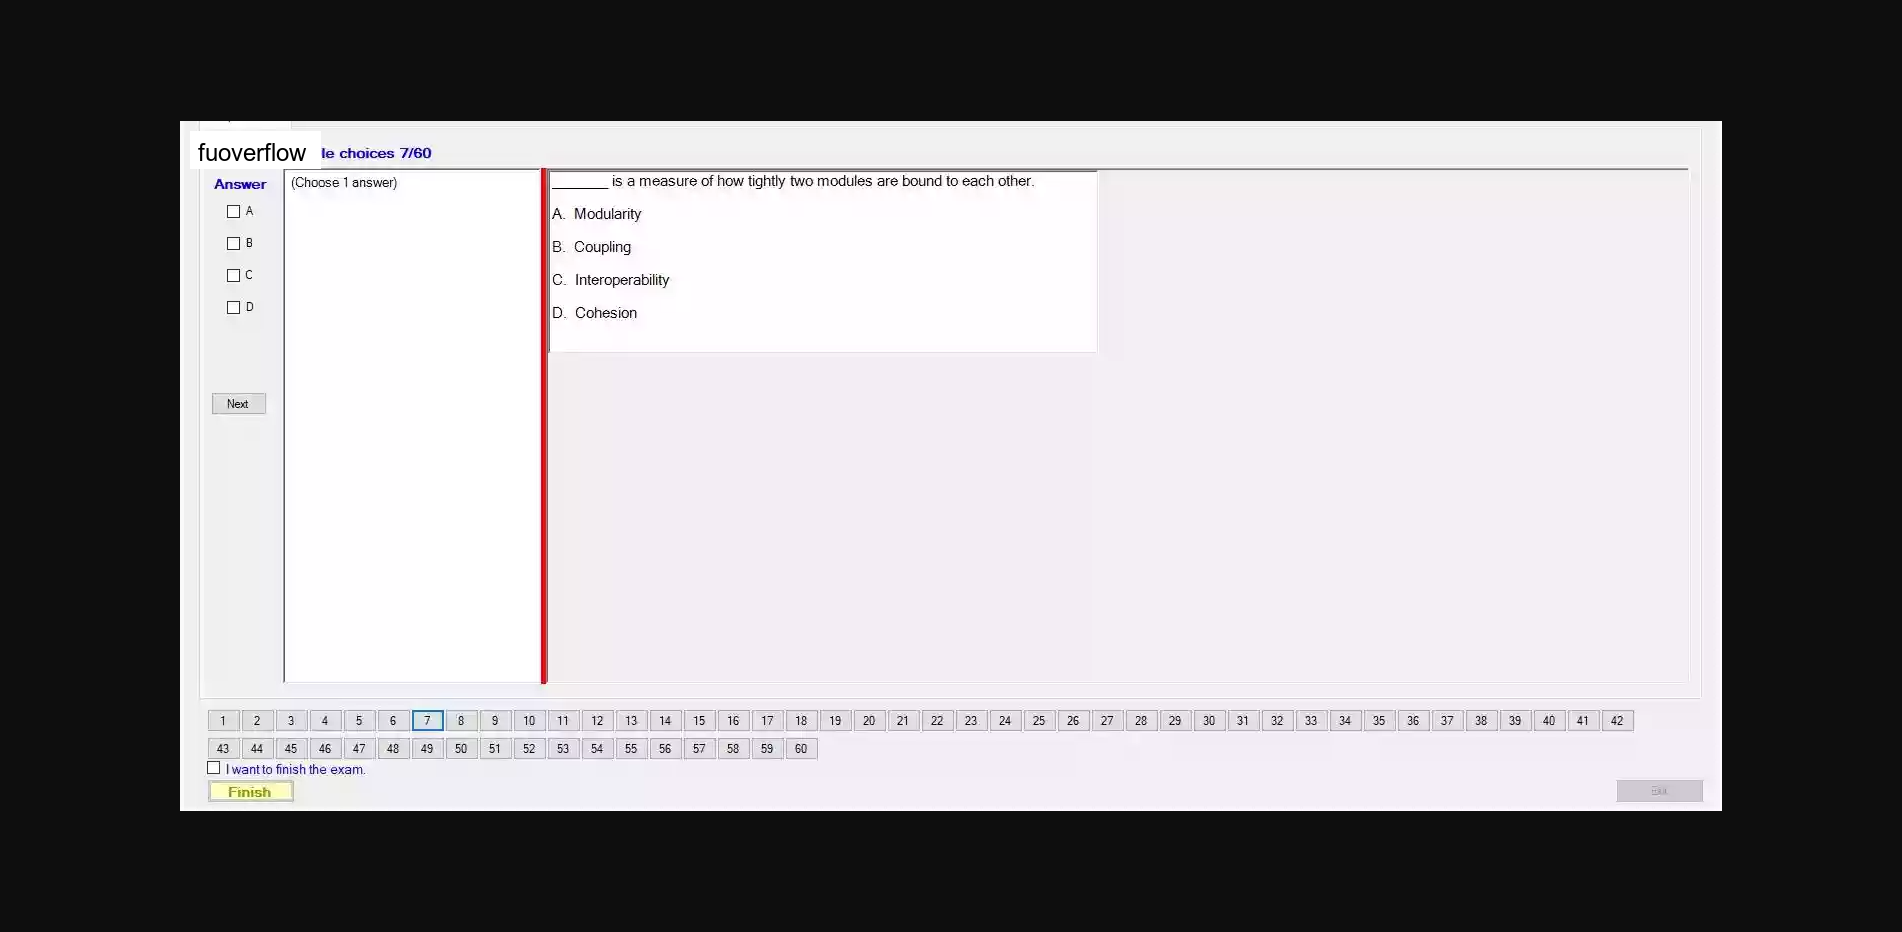 fuoverflow
le choices 7/60
Answer
(Choose 1 answer)
_______ is a measure of how tightly two modules are bound to each other.
A
B
C
D
A. Modularity
B. Coupling
C. Interoperability
D. Cohesion
Next
1 2 3 4 5 6 7 8 9 10 11 12 13 14 15 16 17 18 19 20 21 22 23 24 25 26 27 28 29 30 31 32 33 34 35 36 37 38 39 40 41 42
43 44 45 46 47 48 49 50 51 52 53 54 55 56 57 58 59 60
I want to finish the exam.
Finish
Exit